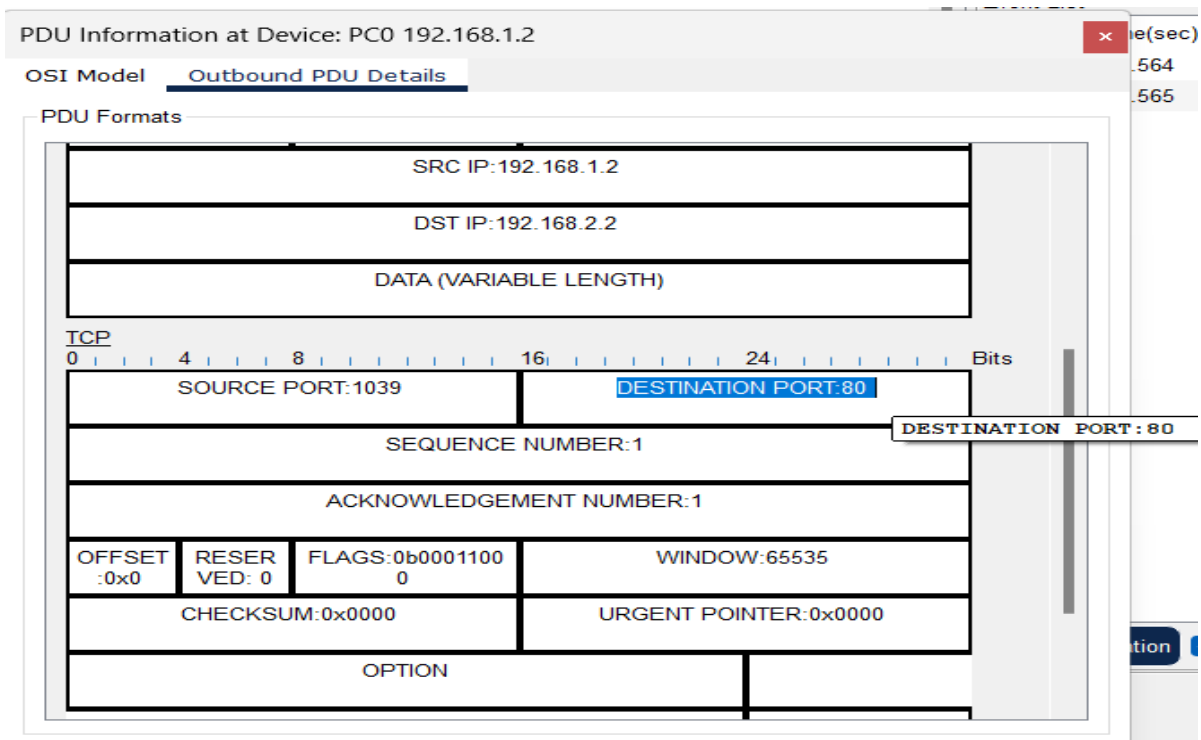 PDU Information at Device: PC0 192.168.1.2
e(sec)
OSI Model Outbound PDU Details
.564
.565
PDU Formats
SRC IP:192.168.1.2
DST IP:192.168.2.2
DATA (VARIABLE LENGTH)
TCP
0 4 8 16 24 Bits
SOURCE PORT:1039 DESTINATION PORT:80
DESTINATION PORT:80
SEQUENCE NUMBER:1
ACKNOWLEDGEMENT NUMBER:1
OFFSET RESER FLAGS:0b0001100 WINDOW:65535
:0x0 VED: 0 0
CHECKSUM:0x0000 URGENT POINTER:0x0000
tion
OPTION